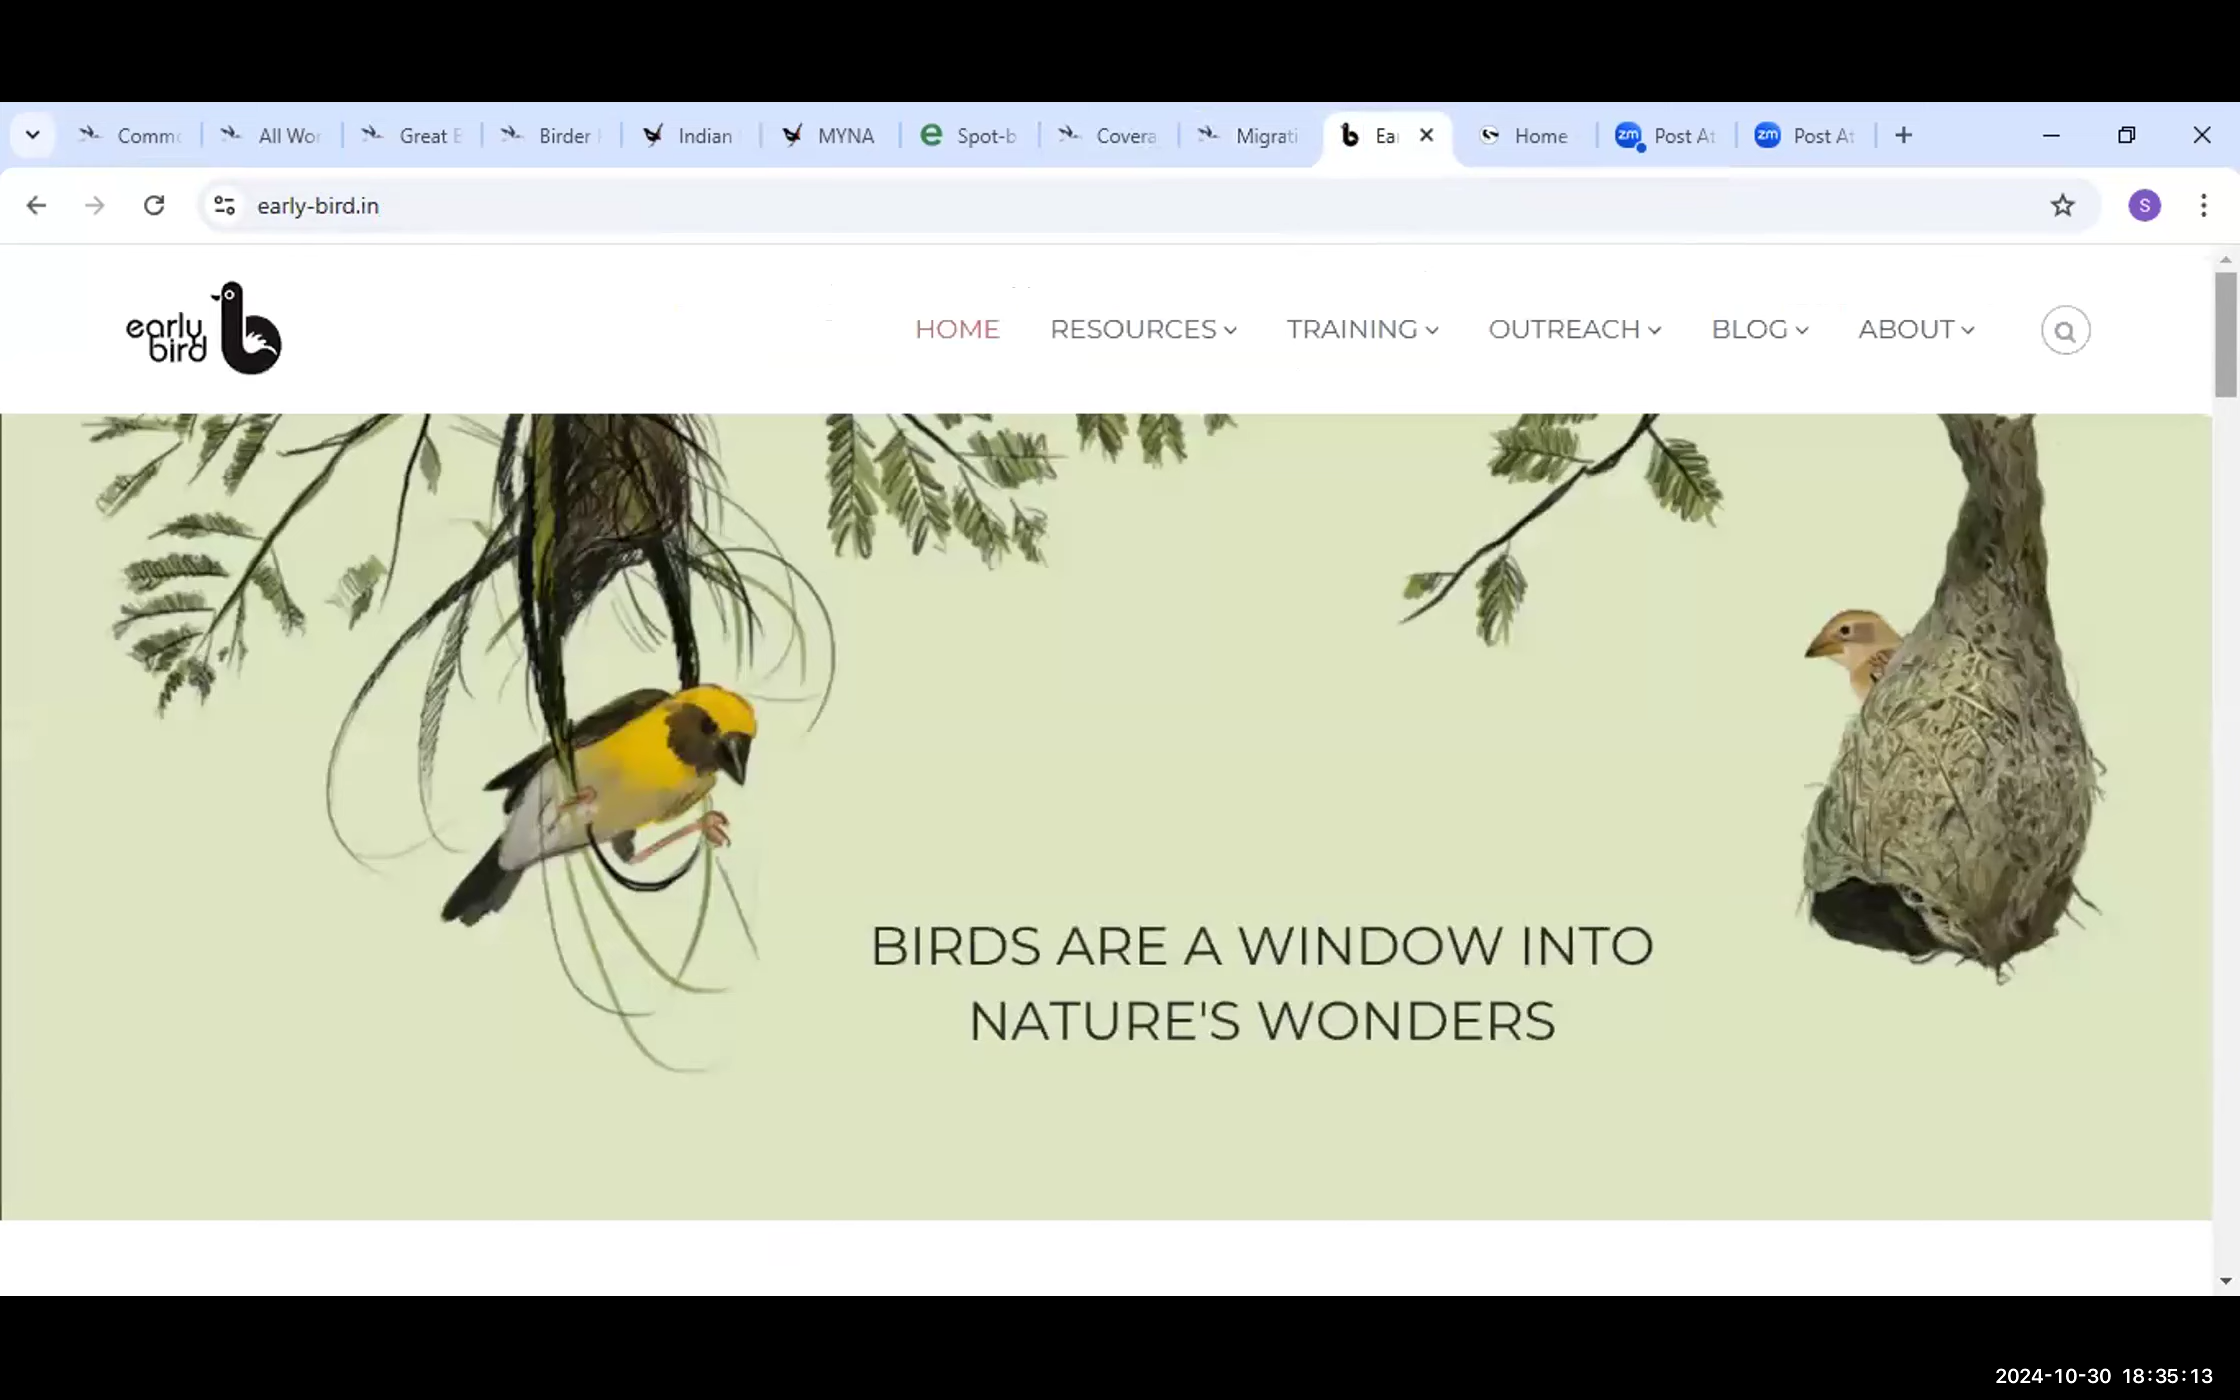 Comm
All Wor
Great E
Birder
Indian
MYNA
Spot-b
Covera
Migrati
Ea
Home
Post At
Post At
early-bird.in
S
early
bird
HOME
RESOURCES
TRAINING
OUTREACH
BLOG
ABOUT
BIRDS ARE A WINDOW INTO
NATURE'S WONDERS
2024-10-30 18:35:13